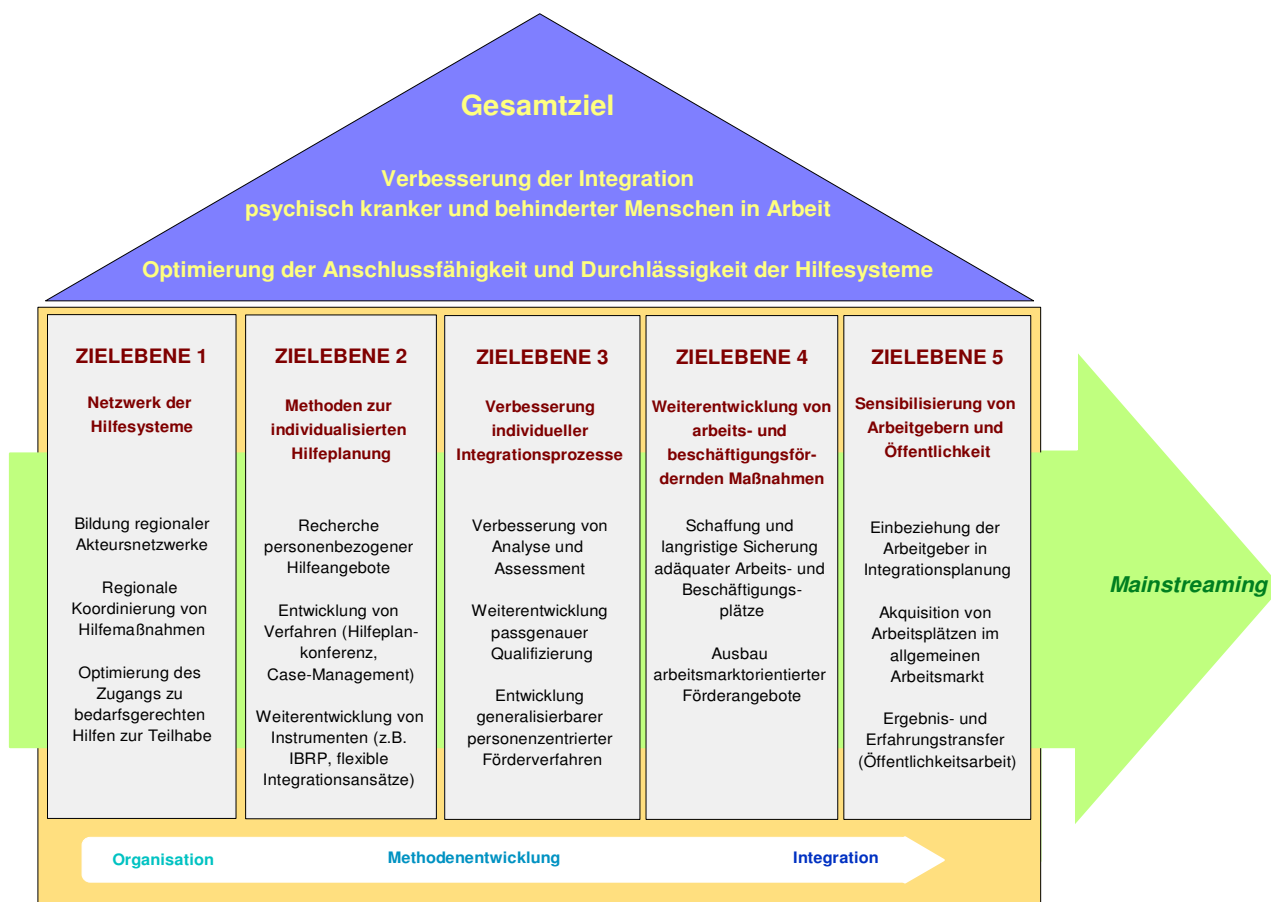 Gesamtziel
Verbesserung der Integration
psychisch kranker und behinderter Menschen in Arbeit
Optimierung der Anschlussfähigkeit und Durchlässigkeit der Hilfesysteme
ZIELEBENE 1
Netzwerk der
Hilfesysteme
Bildung regionaler
Akteursnetzwerke
Regionale
Koordinierung von
Hilfemaßnahmen
Optimierung des
Zugangs zu
bedarfsgerechten
Hilfen zur Teilhabe
ZIELEBENE 2
Methoden zur
individualisierten
Hilfeplanung
Recherche
personenbezogener
Hilfeangebote
Entwicklung von
Verfahren (Hilfeplan-
konferenz,
Case-Management)
Weiterentwicklung von
Instrumenten (z.B.
IBRP, flexible
Integrationsansätze)
ZIELEBENE 3
Verbesserung
individueller
Integrationsprozesse
Verbesserung von
Analyse und
Assessment
Weiterentwicklung
passgenauer
Qualifizierung
Entwicklung
generalisierbarer
personenzentrierter
Förderverfahren
ZIELEBENE 4
Weiterentwicklung von
arbeits- und
beschäftigungsför-
dernden Maßnahmen
Schaffung und
langristige Sicherung
adäquater Arbeits- und
Beschäftigungs-
plätze
Ausbau
arbeitsmarktorientierter
Förderangebote
ZIELEBENE 5
Sensibilisierung von
Arbeitgebern und
Öffentlichkeit
Einbeziehung der
Arbeitgeber in
Integrationsplanung
Akquisition von
Arbeitsplätzen im
allgemeinen
Arbeitsmarkt
Ergebnis- und
Erfahrungstransfer
(Öffentlichkeitsarbeit)
Mainstreaming
Organisation
Methodenentwicklung
Integration